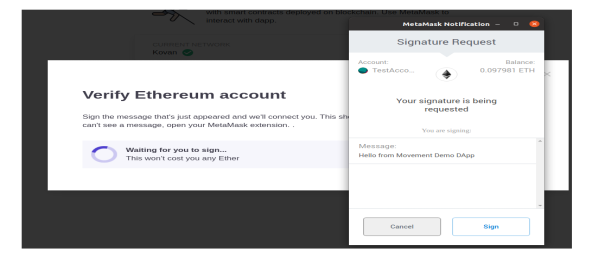 with smart contracts deployed on blockchain. Use MetaMask to
interact with dapp.
CURRENT NETWORK
Kovan
Verify Ethereum account
Sign the message that's just appeared and we'll connect you. This sh
can't see a message, open your MetaMask extension. .
Waiting for you to sign...
This won't cost you any Ether
MetaMask Notification
Signature Request
Account:
Balance:
TestAcco...
0.097981 ETH
Your signature is being
requested
You are signing:
Message:
Hello from Movement Demo DApp
Cancel
Sign